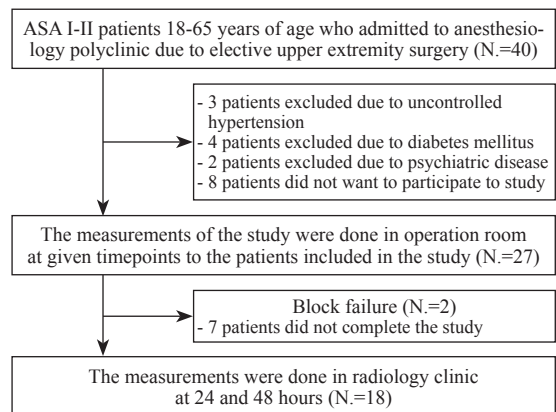 ASA I-II patients 18-65 years of age who admitted to anesthesio-
logy polyclinic due to elective upper extremity surgery (N.=40)
- 3 patients excluded due to uncontrolled
hypertension
- 4 patients excluded due to diabetes mellitus
- 2 patients excluded due to psychiatric disease
- 8 patients did not want to participate to study
The measurements of the study were done in operation room
at given timepoints to the patients included in the study (N.=27)
Block failure (N.=2)
- 7 patients did not complete the study
The measurements were done in radiology clinic
at 24 and 48 hours (N.=18)